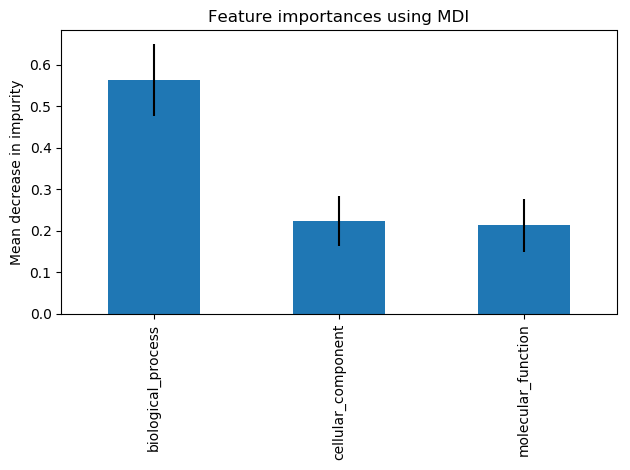 Feature importances using MDI
Mean decrease in impurity
0.6
0.5
0.4
0.3
0.2
0.1
0.0
biological_process
cellular_component
molecular_function